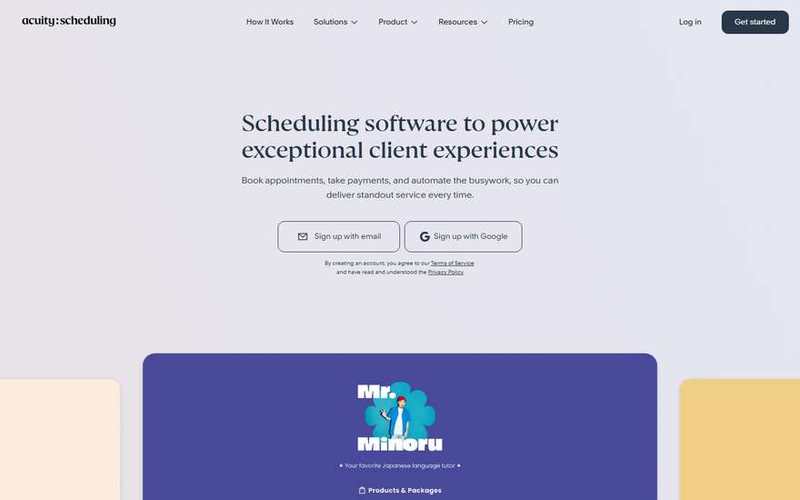 acuity:scheduling
How It Works
Solutions
Product
Resources
Pricing
Log in
Get started
Scheduling software to power
exceptional client experiences
Book appointments, take payments, and automate the busywork, so you can
deliver standout service every time.
Sign up with email
Sign up with Google
By creating an account, you agree to our Terms of Service
and have read and understood the Privacy Policy.
Mr.
Minoru
Your favorite Japanese language tutor
Products & Packages